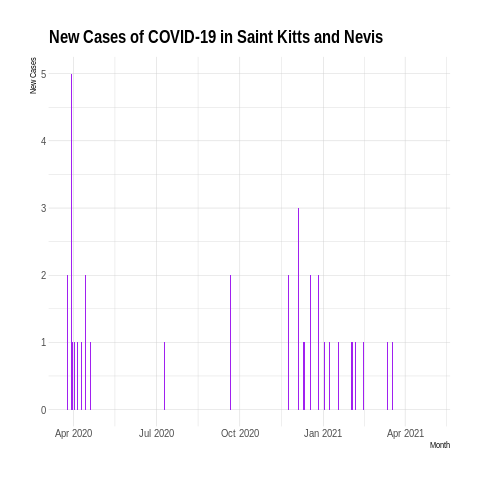 New Cases of COVID-19 in Saint Kitts and Nevis
New Cases
5
4
3
2
1
0
Apr 2020 Jul 2020 Oct 2020 Jan 2021 Apr 2021
Month